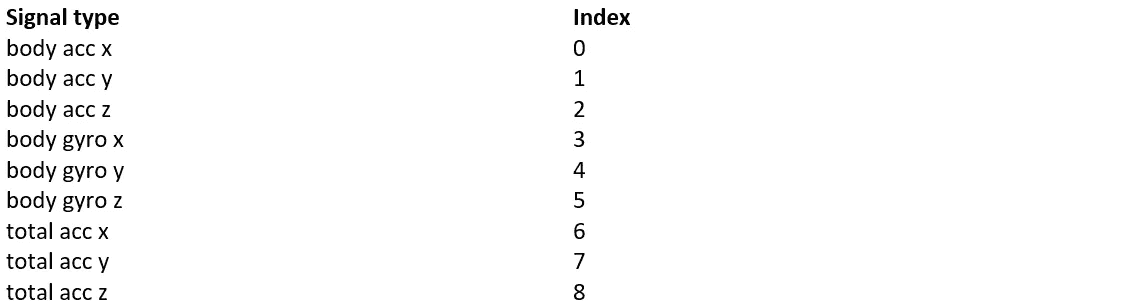 Signal type Index
body acc x 0
body acc y 1
body acc z 2
body gyro x 3
body gyro y 4
body gyro z 5
total acc x 6
total acc y 7
total acc z 8